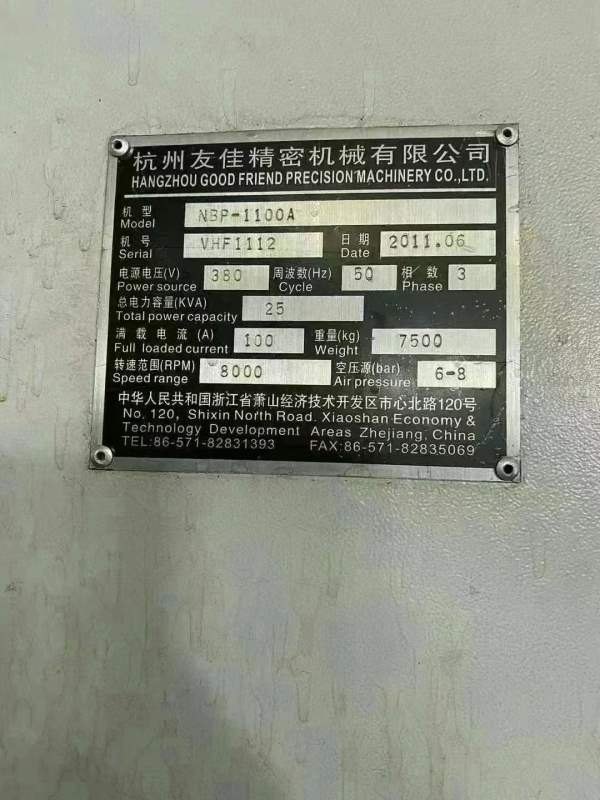 杭州友佳精密机械有限公司
HANGZHOU GOOD FRIEND PRECISION MACHINERY CO.,LTD.
机型 NBP-1100A
Model
机号 VHF1112 日期 2011.06
Serial Date
电源电压(V) 380 周波数(Hz) 50 相数 3
Power source Cycle Phase
总电力容量(KVA) 25
Total power capacity
满载电流(A) 100 重量(kg) 7500
Full loaded current Weight
转速范围(RPM) 8000 空压源(bar) 6-8
Speed range Air pressure
中华人民共和国浙江省萧山经济技术开发区市心北路120号
No. 120, Shixin North Road. Xiaoshan Economy &
Technology Development Areas Zhejiang, China
TEL:86-571-82831393 FAX:86-571-82835069